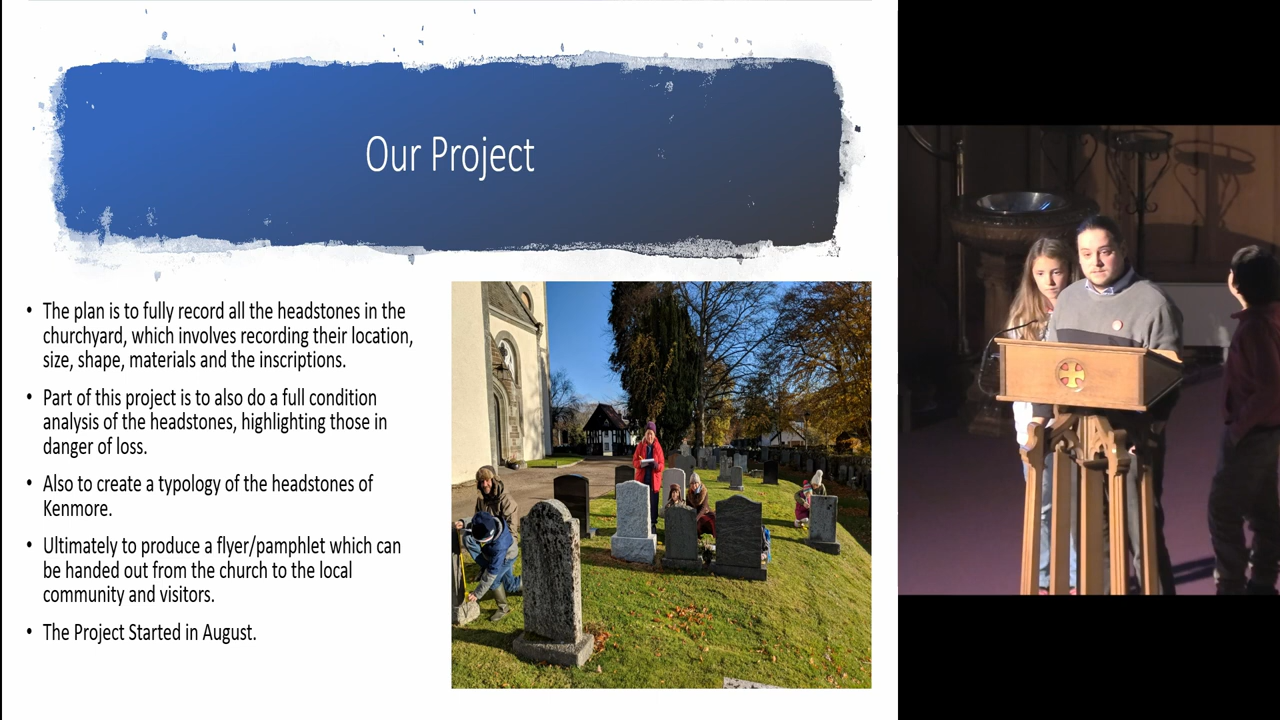 Our Project
• The plan is to fully record all the headstones in the
churchyard, which involves recording their location,
size, shape, materials and the inscriptions.
• Part of this project is to also do a full condition
analysis of the headstones, highlighting those in
danger of loss.
• Also to create a typology of the headstones of
Kenmore.
• Ultimately to produce a flyer/pamphlet which can
be handed out from the church to the local
community and visitors.
• The Project Started in August.